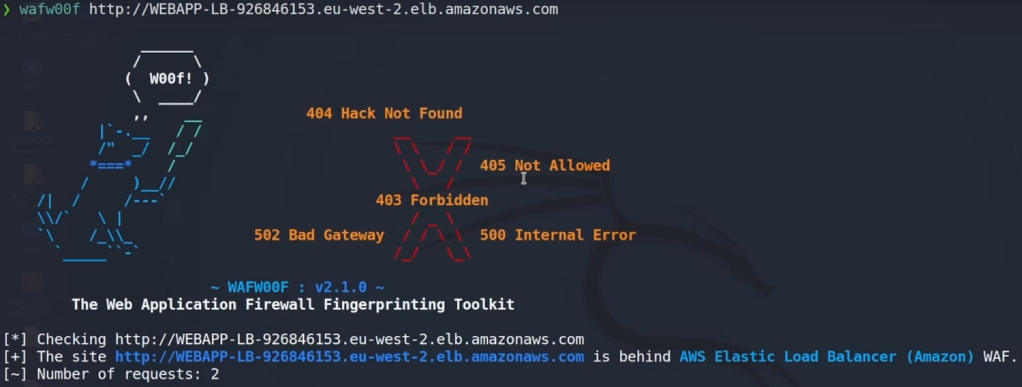 ❯ wafw00f http://WEBAPP-LB-926846153.eu-west-2.elb.amazonaws.com
W00f!
404 Hack Not Found
405 Not Allowed
403 Forbidden
502 Bad Gateway
500 Internal Error
~ WAFW00F : v2.1.0 ~
The Web Application Firewall Fingerprinting Toolkit
[*] Checking http://WEBAPP-LB-926846153.eu-west-2.elb.amazonaws.com
[+] The site http://WEBAPP-LB-926846153.eu-west-2.elb.amazonaws.com is behind AWS Elastic Load Balancer (Amazon) WAF.
[~] Number of requests: 2